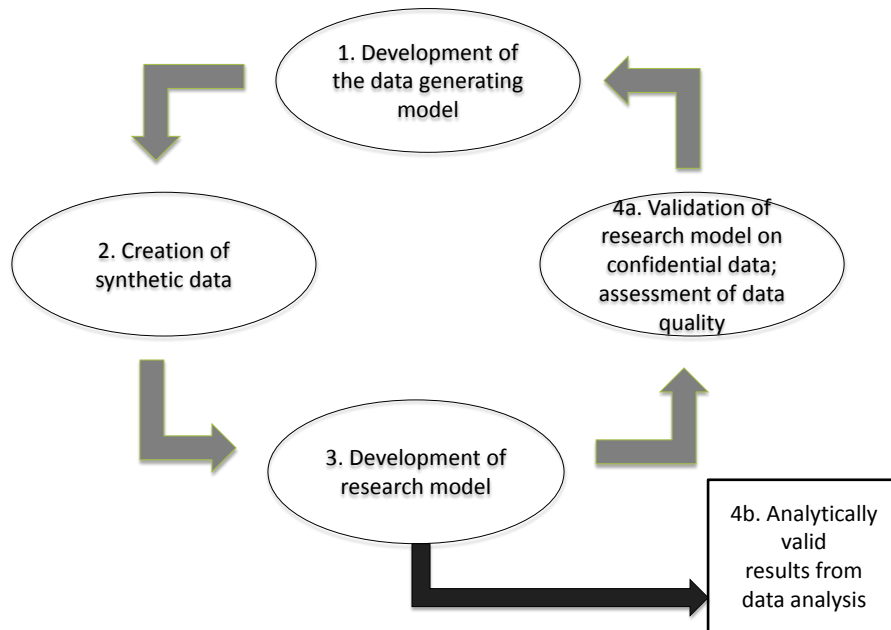 1. Development of
the data generating
model
2. Creation of
synthetic data
4a. Validation of
research model on
confidential data;
assessment of data
quality
3. Development of
research model
4b. Analytically
valid
results from
data analysis